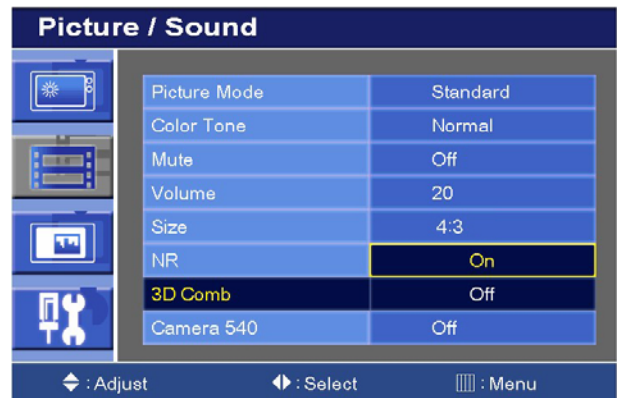 Picture / Sound
Picture Mode Standard
Color Tone Normal
Mute Off
Volume 20
Size 4:3
NR On
3D Comb Off
Camera 540 Off
: Adjust : Select : Menu